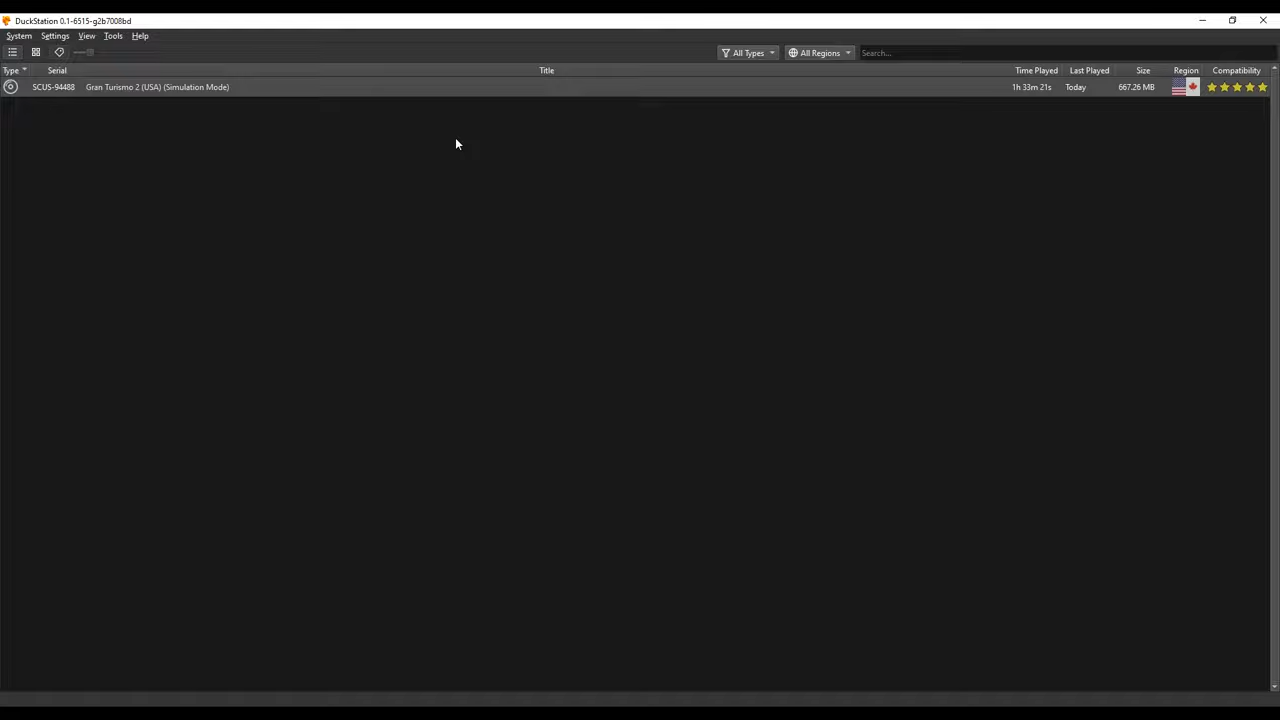 DuckStation 0.1-6515-g2b7008bd
System Settings View Tools Help
All Types All Regions Search...
Type Serial Title Time Played Last Played Size Region Compatibility
SCUS-94488 Gran Turismo 2 (USA) (Simulation Mode) 1h 33m 21s Today 667.26 MB